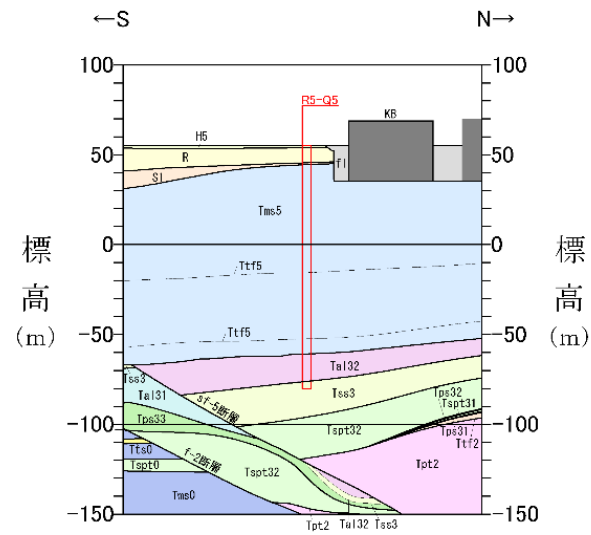 ←S
N→
100
100
R5-Q5
KB
H5
50
50
R
fl
Sl
Tms5
0
0
Ttf5
標高(m)
標高(m)
Ttf5
-50
-50
Tal32
Tss3
Tss3
Tal31
sf-5断層
Tps32
Tspt31
Tps33
-100
-100
Tspt32
Tps31
Ttf2
f-2断層
Tts0
Tspt0
Tspt32
Tpt2
Tms0
-150
-150
Tpt2
Tal32
Tss3